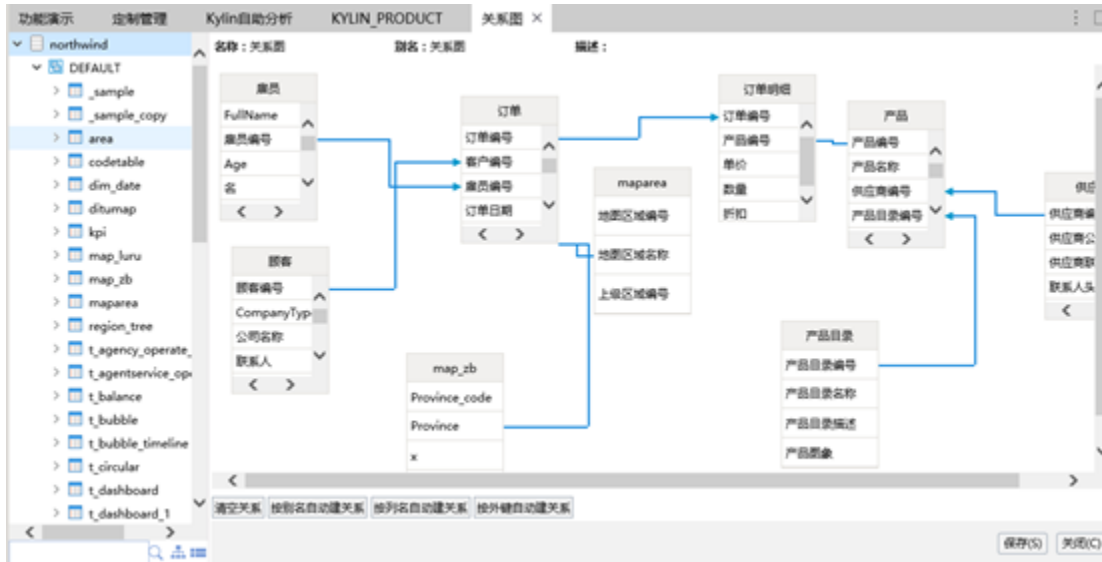 功能演示 定制管理 Kylin自助分析 KYLIN_PRODUCT 关系图
northwind
DEFAULT
_sample
_sample_copy
area
codetable
dim_date
ditumap
kpi
map_luru
map_zb
maparea
region_tree
t_agency_operate_
t_agentservice_op
t_balance
t_bubble
t_bubble_timeline
t_circular
t_dashboard
t_dashboard_1
名称：关系图 别名：关系图 描述：
雇员
FullName
雇员编号
Age
名
顾客
顾客编号
CompanyTyp
公司名称
联系人
订单
订单编号
客户编号
雇员编号
订单日期
map_zb
Province_code
Province
x
maparea
地图区域编号
地图区域名称
上级区域编号
订单明细
订单编号
产品编号
单价
数量
折扣
产品
产品编号
产品名称
供应商编号
产品目录编号
产品目录
产品目录编号
产品目录名称
产品目录描述
产品图象
供应
供应商编
供应商公
供应商联
联系人头
清空关系 按别名自动建关系 按列名自动建关系 按外键自动建关系
保存(S) 关闭(C)